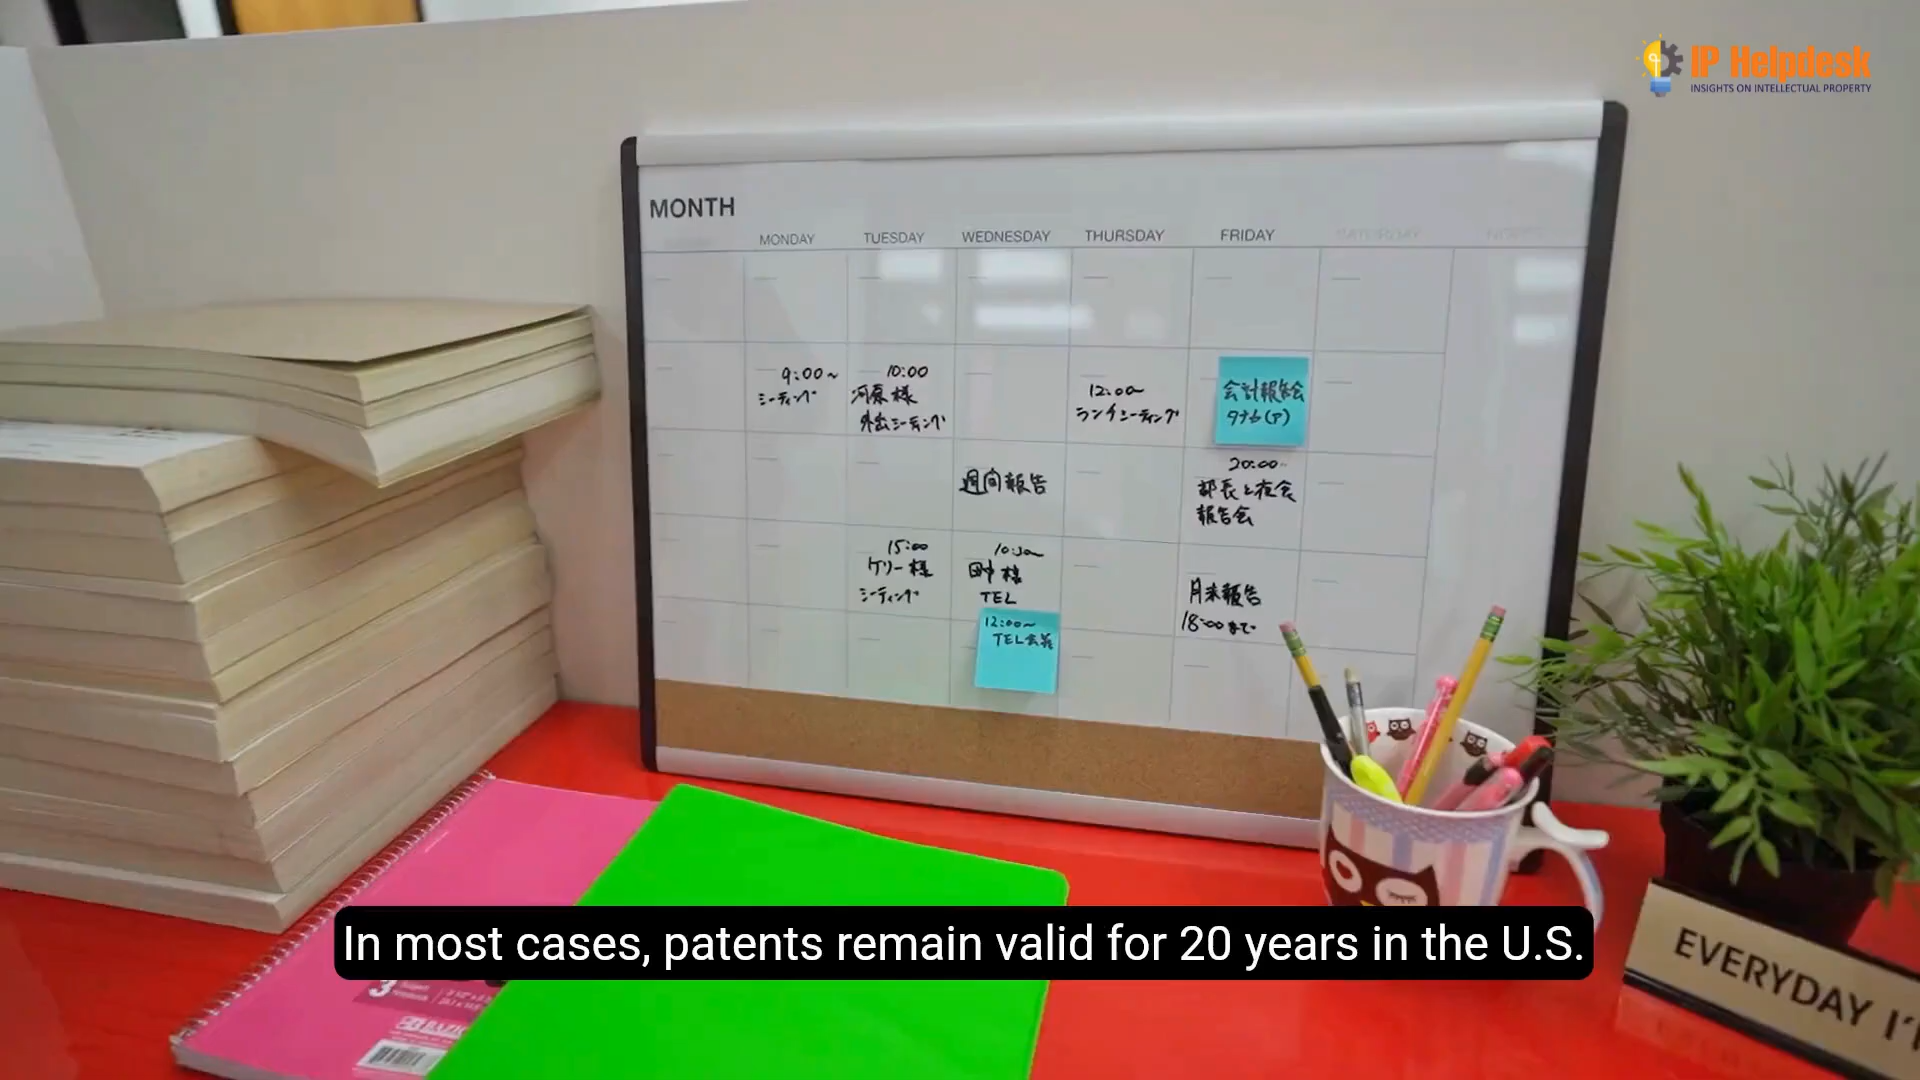 IP Helpdesk
INSIGHTS ON INTELLECTUAL PROPERTY
MONTH
MONDAY TUESDAY WEDNESDAY THURSDAY FRIDAY SATURDAY NOTES
9:00~
ミーティング
10:00
河原様
外出ミーティング
12:00~
ランチミーティング
会計報告会
週間報告
20:00~
部長と夜会
報告会
15:00
ケリー様
ミーティング
10:30~
田中様
TEL
月末報告
18:00まで
12:00~
TEL会議
In most cases, patents remain valid for 20 years in the U.S.
EVERYDAY I'
3